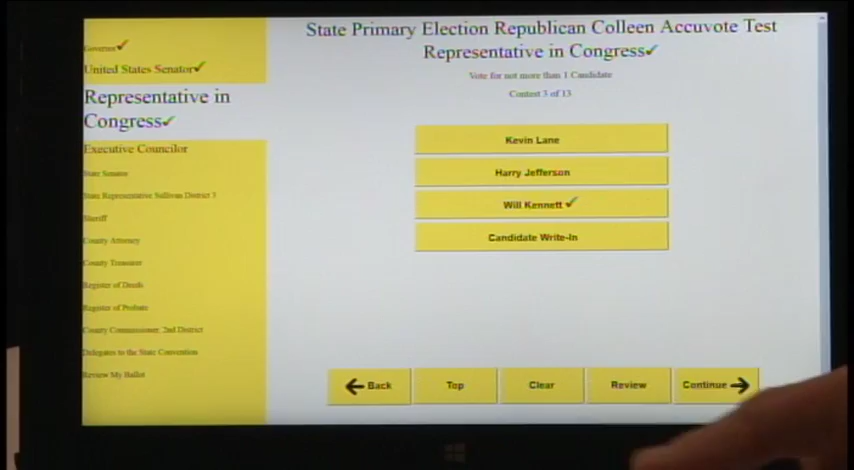 Governor✓
United States Senator✓
Representative in
Congress✓
Executive Councilor
State Senator
State Representative Sullivan District 3
Sheriff
County Attorney
County Treasurer
Register of Deeds
Register of Probate
County Commissioner, 2nd District
Delegates to the State Convention
Review My Ballot
State Primary Election Republican Colleen Accuvote Test
Representative in Congress✓
Vote for not more than 1 Candidate
Contest 3 of 13
Kevin Lane
Harry Jefferson
Will Kennett ✓
Candidate Write-In
← Back
Top
Clear
Review
Continue →